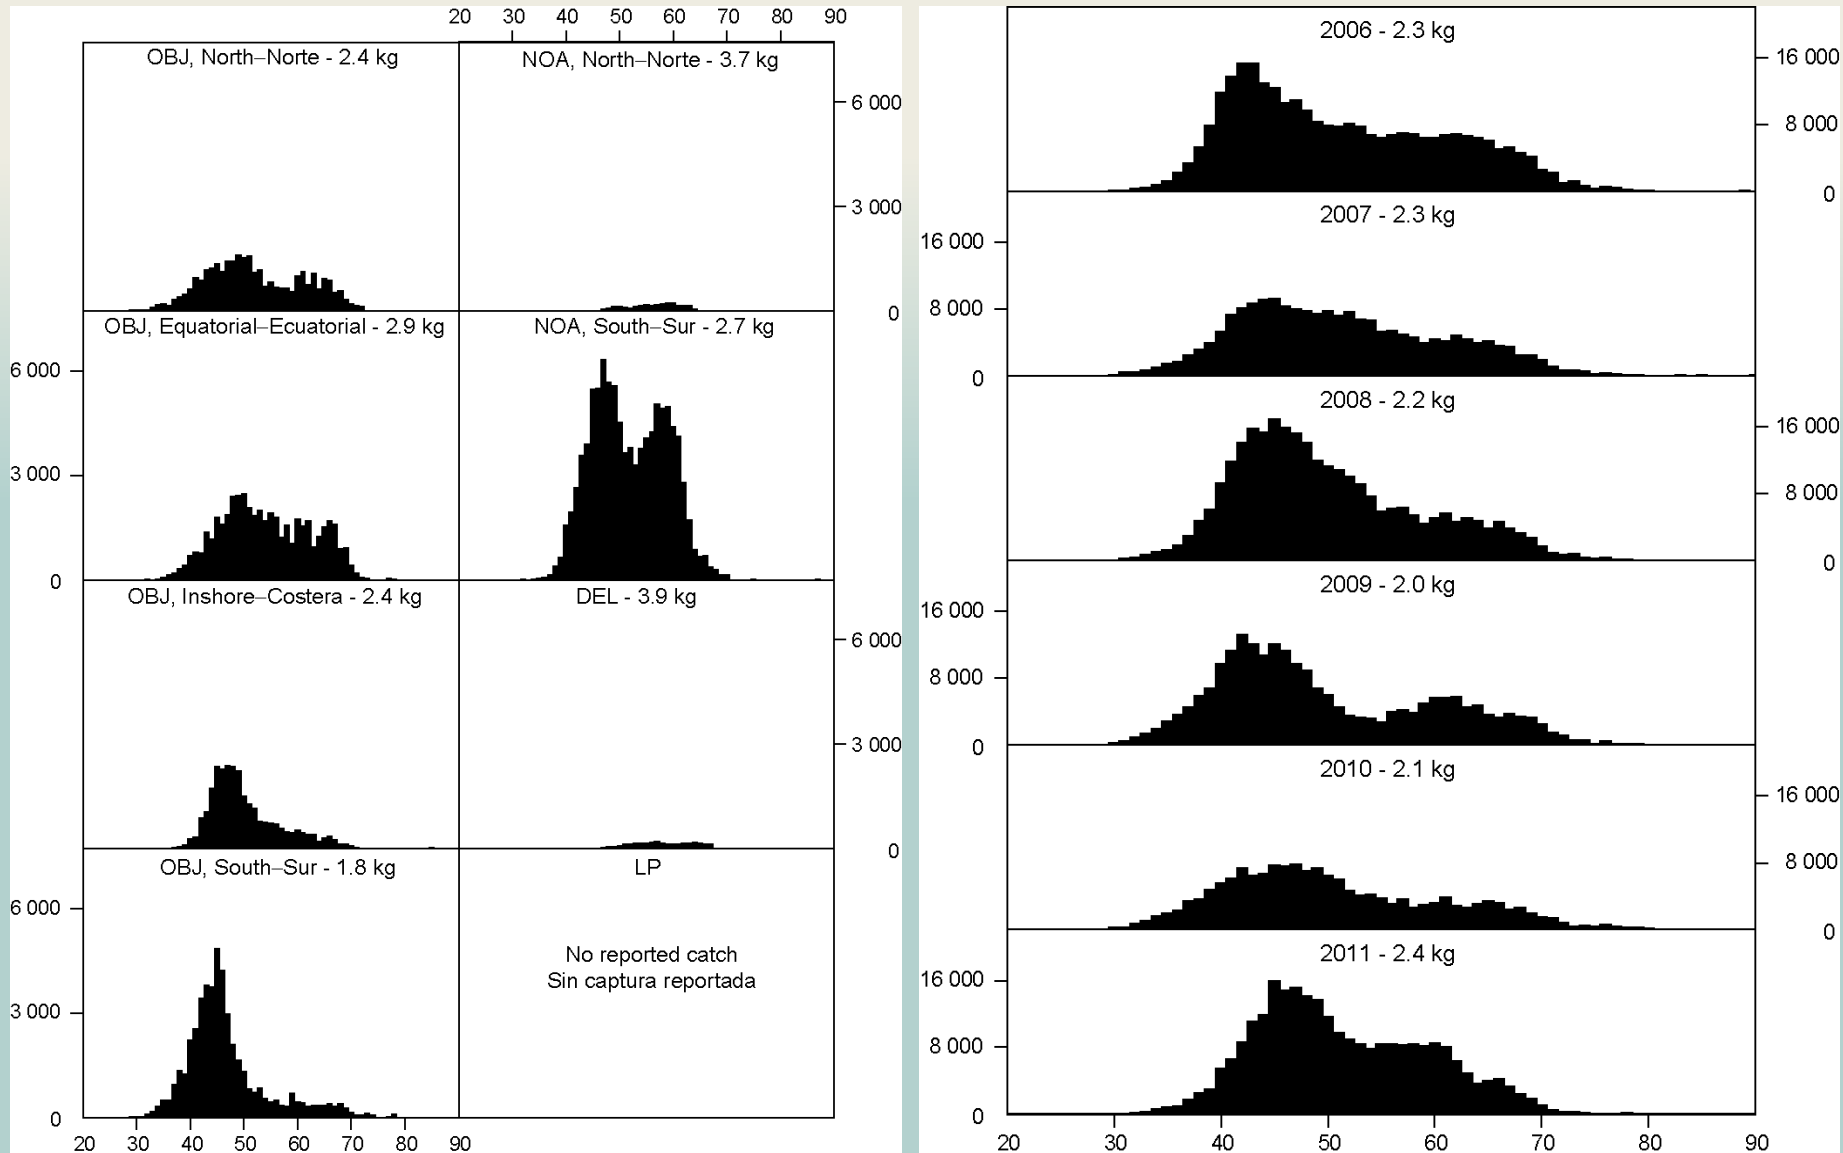 20 30 40 50 60 70 80 90
OBJ, North–Norte - 2.4 kg
NOA, North–Norte - 3.7 kg
6 000
3 000
0
OBJ, Equatorial–Ecuatorial - 2.9 kg
NOA, South–Sur - 2.7 kg
6 000
3 000
0
OBJ, Inshore–Costera - 2.4 kg
DEL - 3.9 kg
6 000
3 000
0
OBJ, South–Sur - 1.8 kg
LP
6 000
No reported catch
Sin captura reportada
3 000
0
20 30 40 50 60 70 80 90
2006 - 2.3 kg
16 000
8 000
0
2007 - 2.3 kg
16 000
8 000
0
2008 - 2.2 kg
16 000
8 000
0
2009 - 2.0 kg
16 000
8 000
0
2010 - 2.1 kg
16 000
8 000
0
2011 - 2.4 kg
16 000
8 000
0
20 30 40 50 60 70 80 90